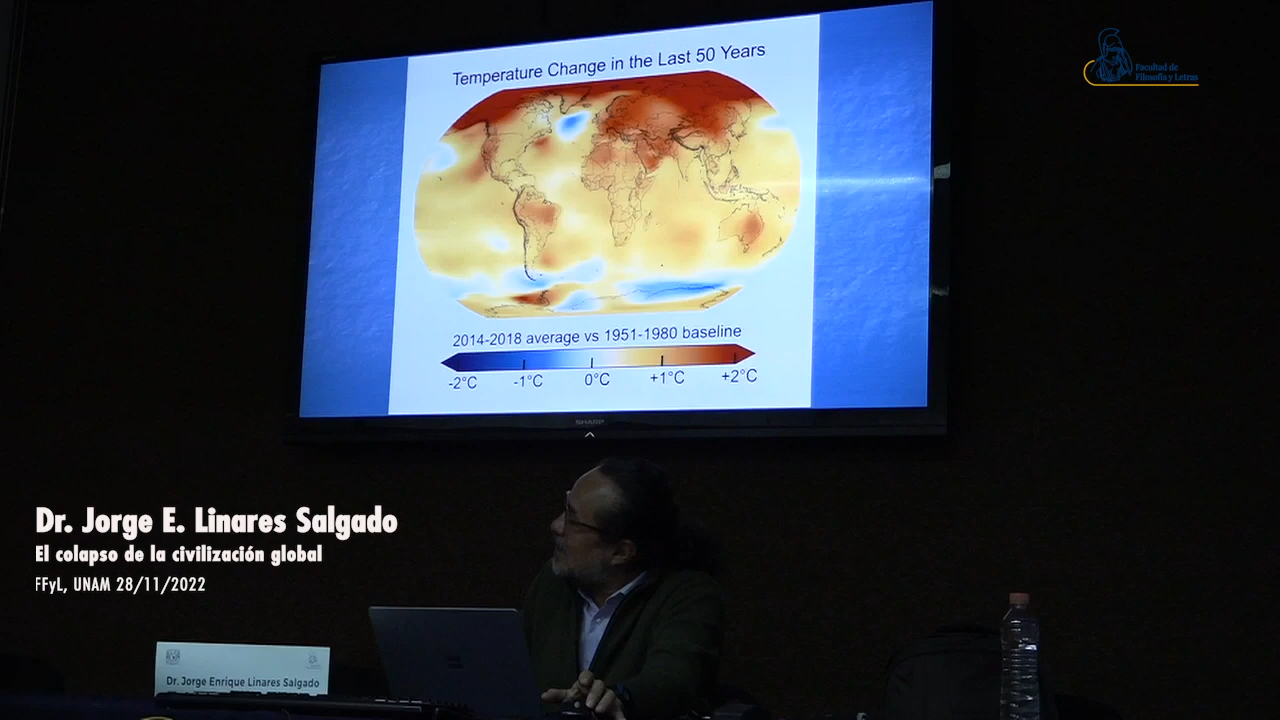 Temperature Change in the Last 50 Years
2014-2018 average vs 1951-1980 baseline
-2°C -1°C 0°C +1°C +2°C
SHARP
Facultad de
Filosofía y Letras
Dr. Jorge E. Linares Salgado
El colapso de la civilización global
FFyL, UNAM 28/11/2022
Dr. Jorge Enrique Linares Salgado